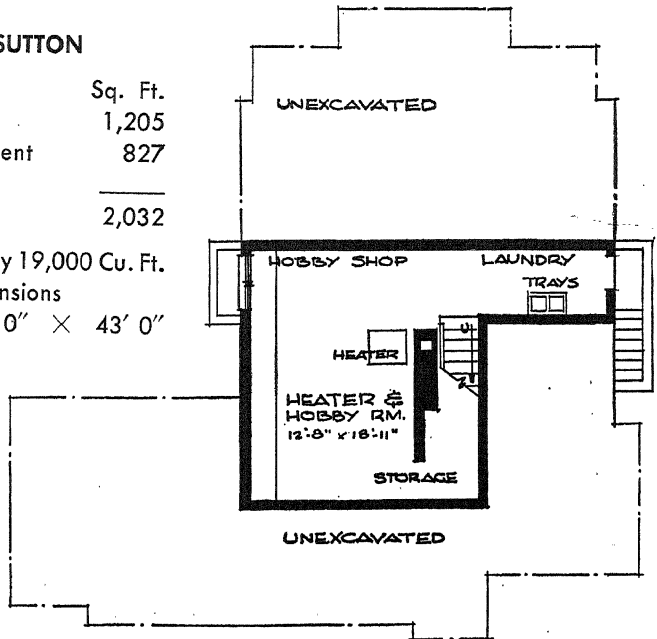 SUTTON
Sq. Ft.
1,205
ent 827
2,032
y 19,000 Cu. Ft.
nsions
0" × 43' 0"
UNEXCAVATED
HOBBY SHOP
LAUNDRY
TRAYS
U
HEATER
HEATER &
HOBBY RM.
12'-8" x 18'-11"
STORAGE
UNEXCAVATED